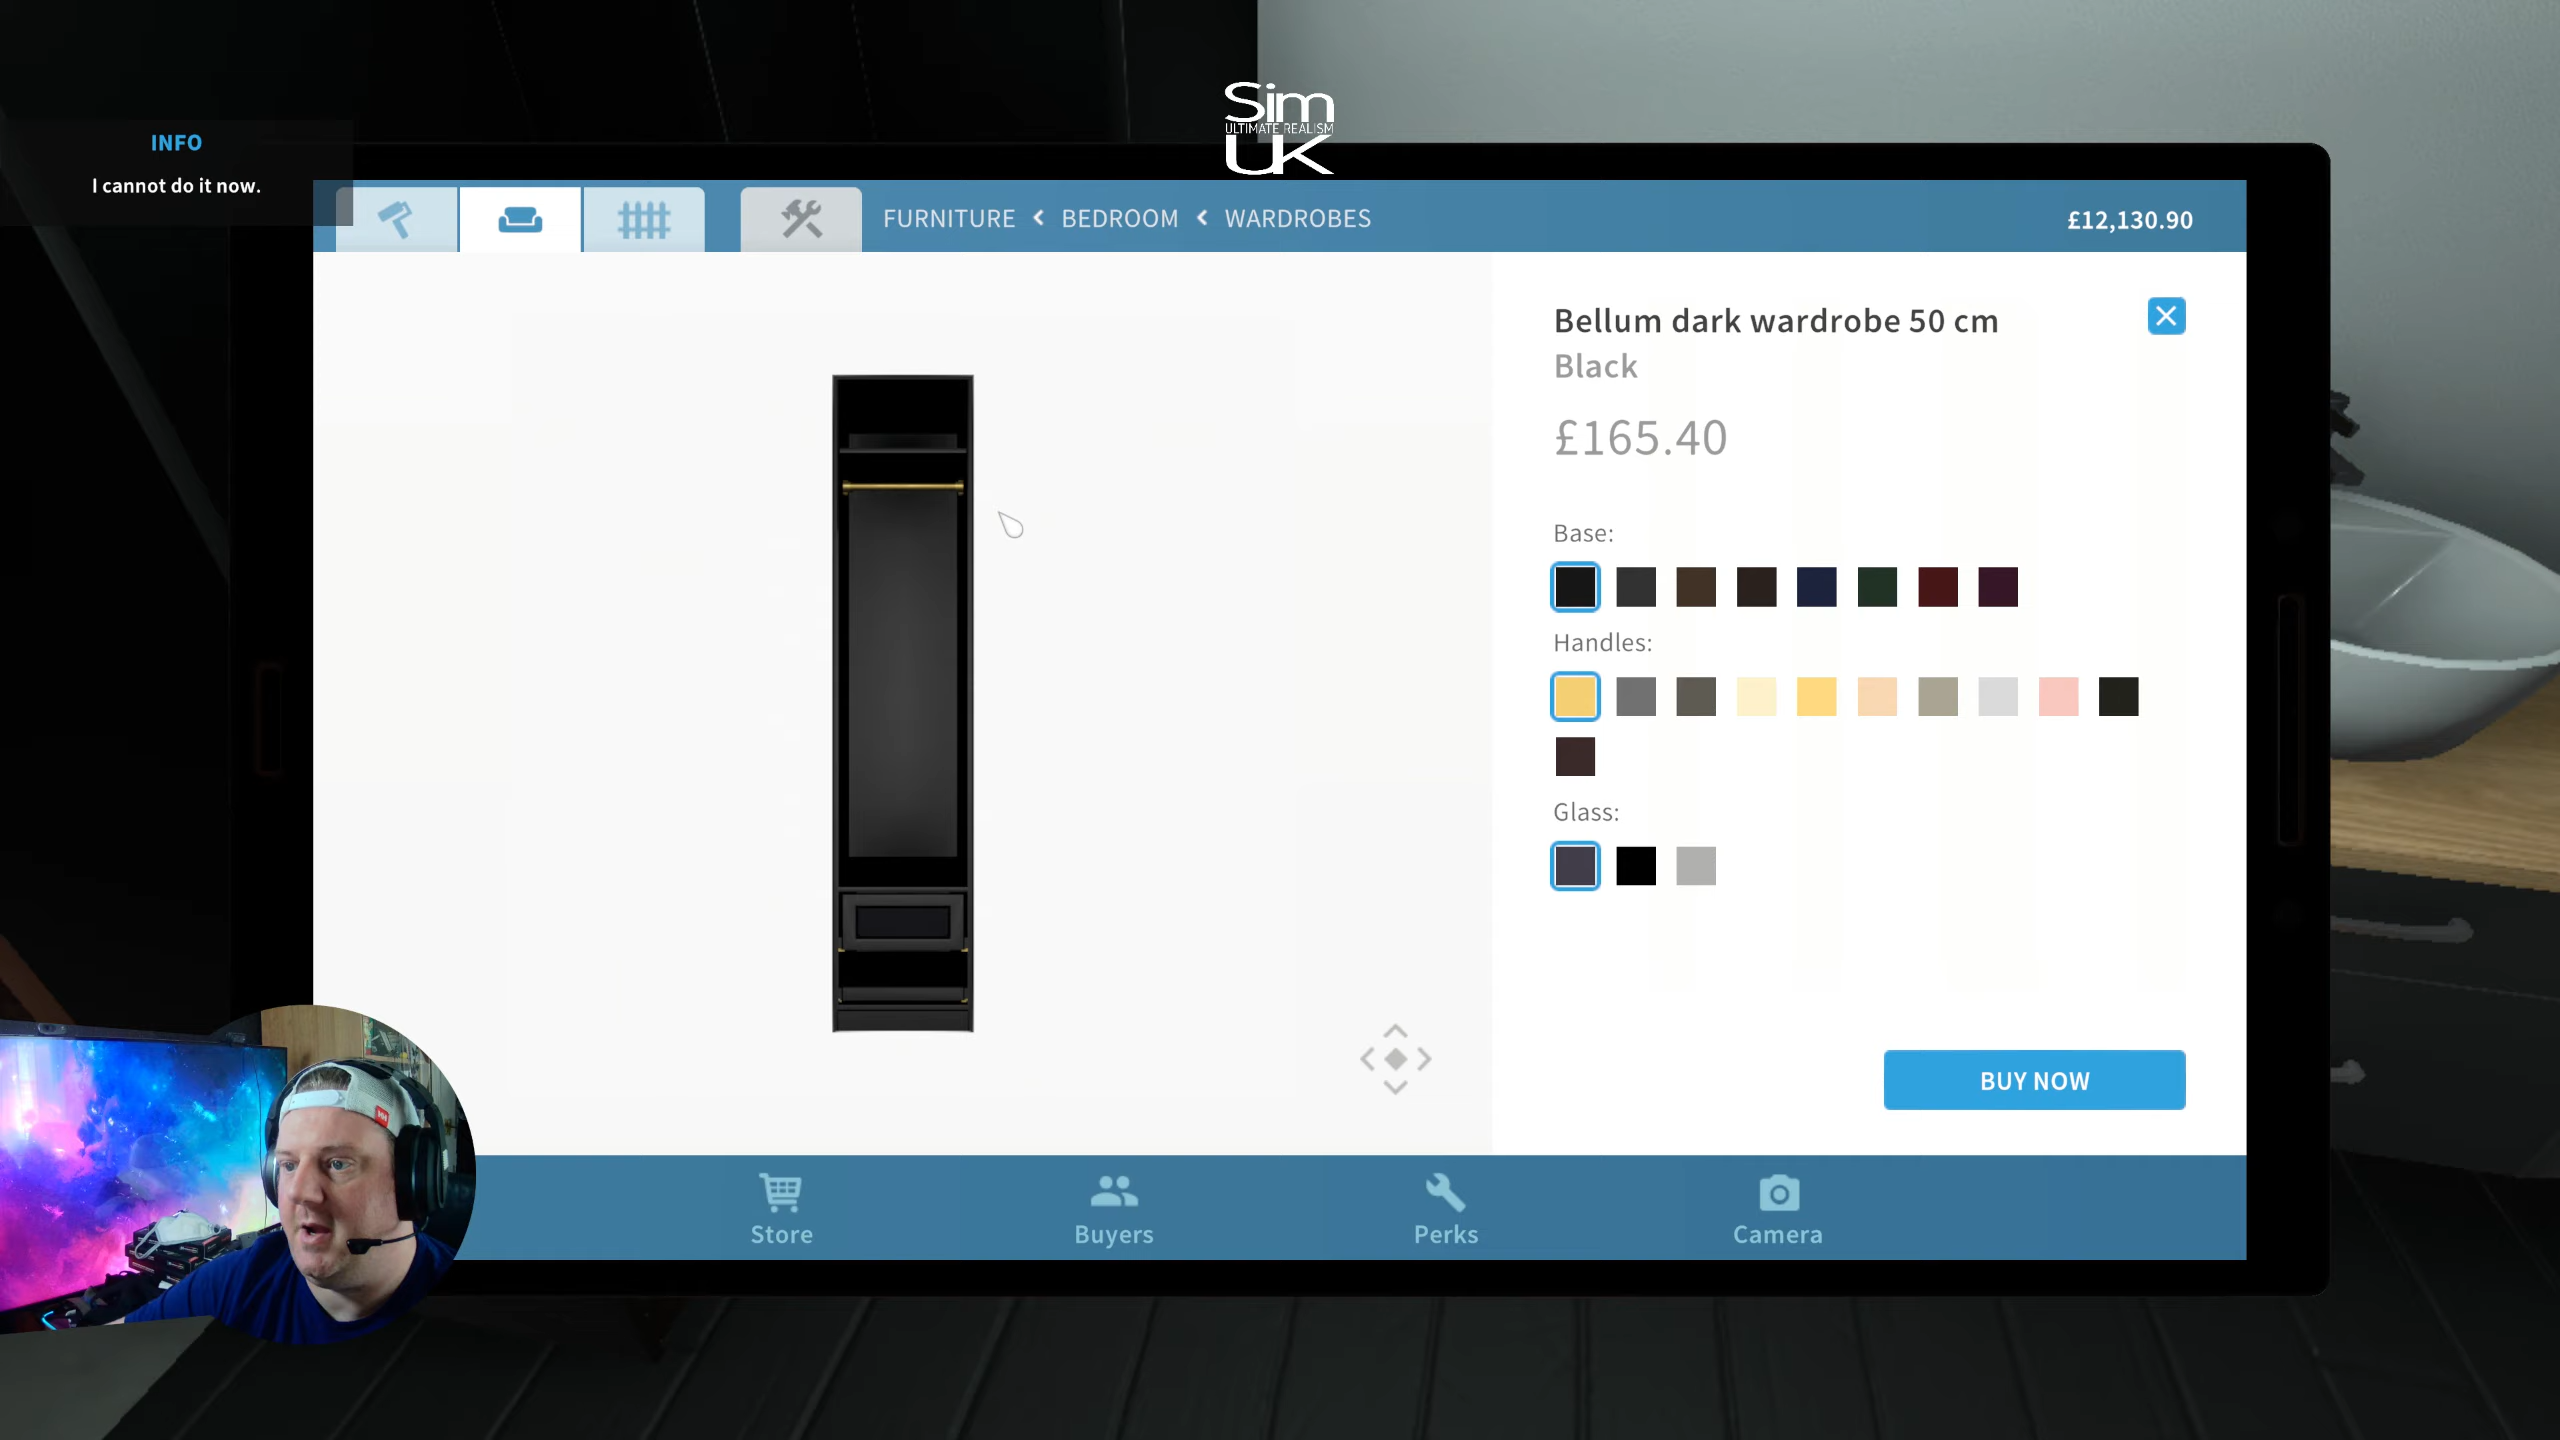 Sim
ULTIMATE REALISM
UK
INFO
I cannot do it now.
FURNITURE < BEDROOM < WARDROBES
£12,130.90
Bellum dark wardrobe 50 cm
Black
£165.40
Base:
Handles:
Glass:
BUY NOW
Store
Buyers
Perks
Camera